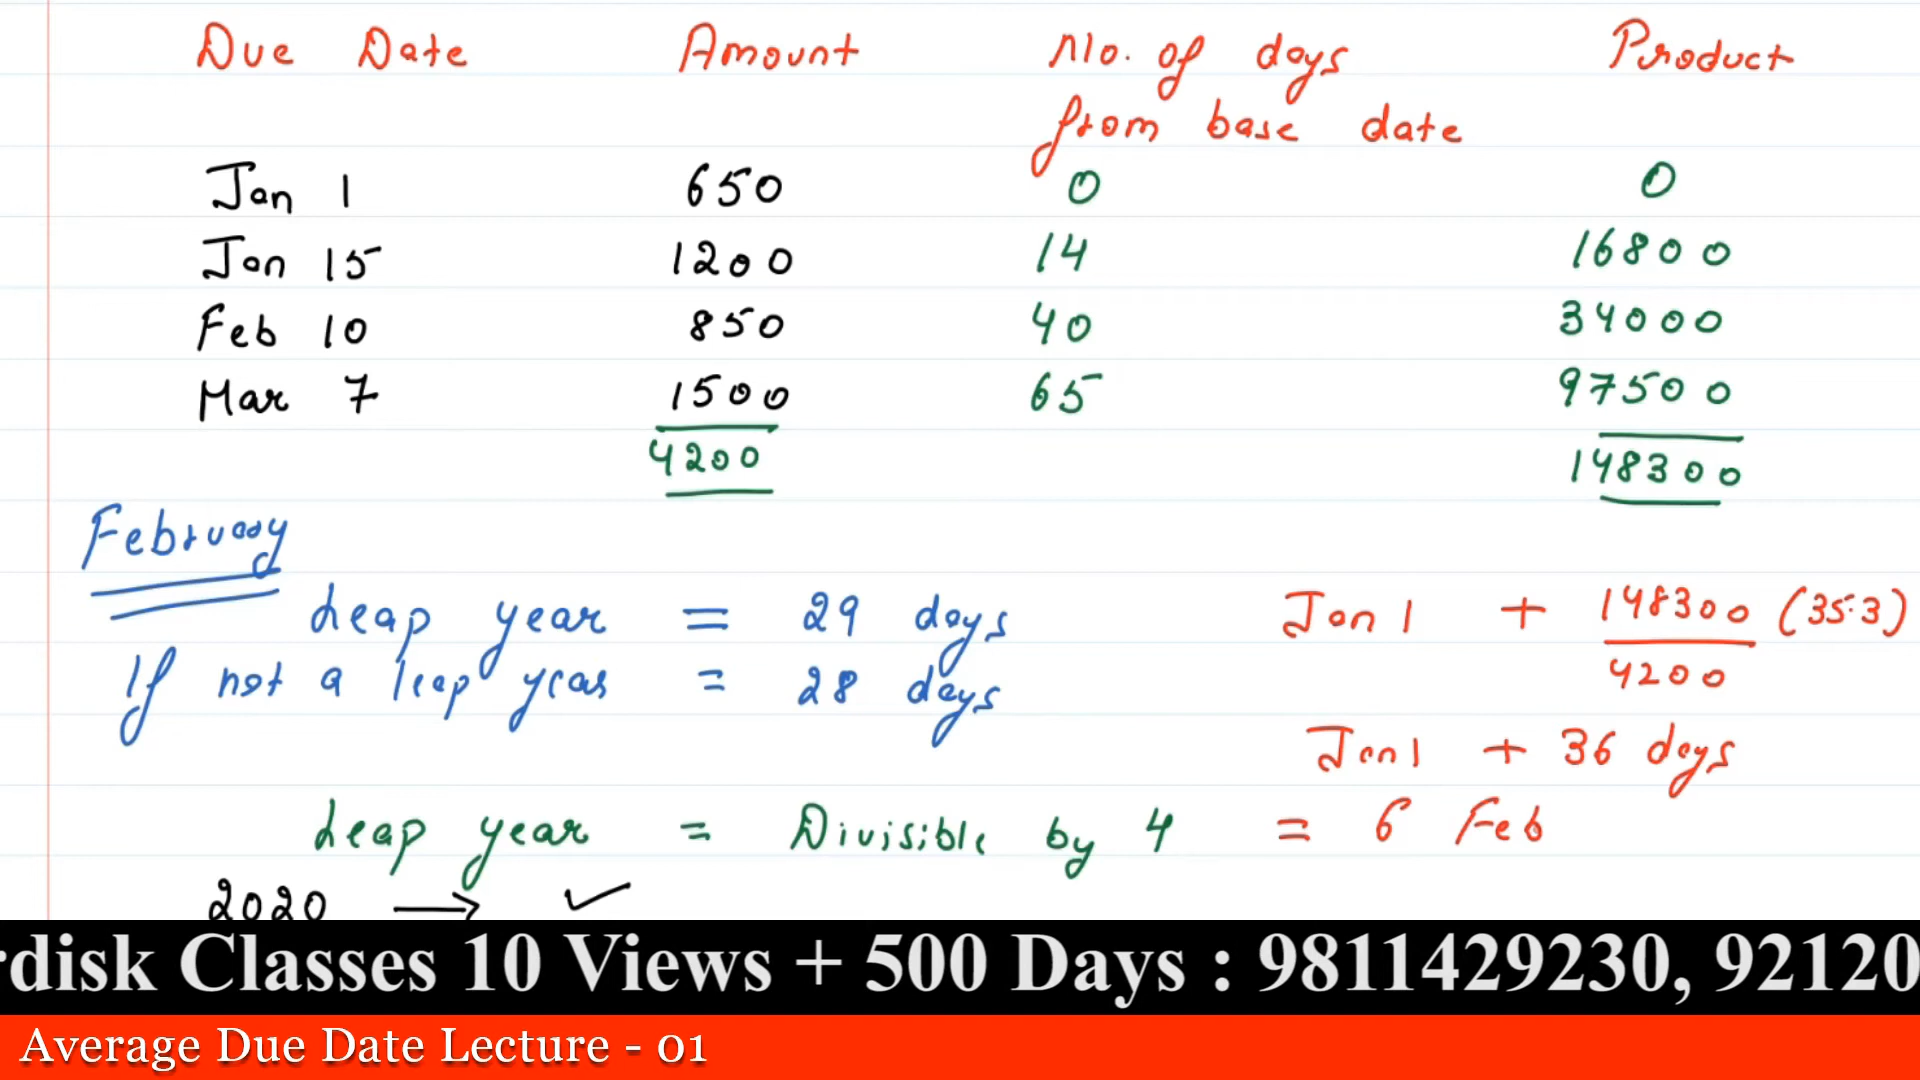 Due Date Amount No. of days from base date Product
Jan 1 650 0 0
Jan 15 1200 14 16800
Feb 10 850 40 34000
Mar 7 1500 65 97500
4200 148300
February
Leap year = 29 days
If not a leap year = 28 days
Jan 1 + 148300 (35.3)
4200
Jan 1 + 36 days
Leap year = Divisible by 4
= 6 Feb
2020 → ✓
rdisk Classes 10 Views + 500 Days : 9811429230, 92120
Average Due Date Lecture - 01